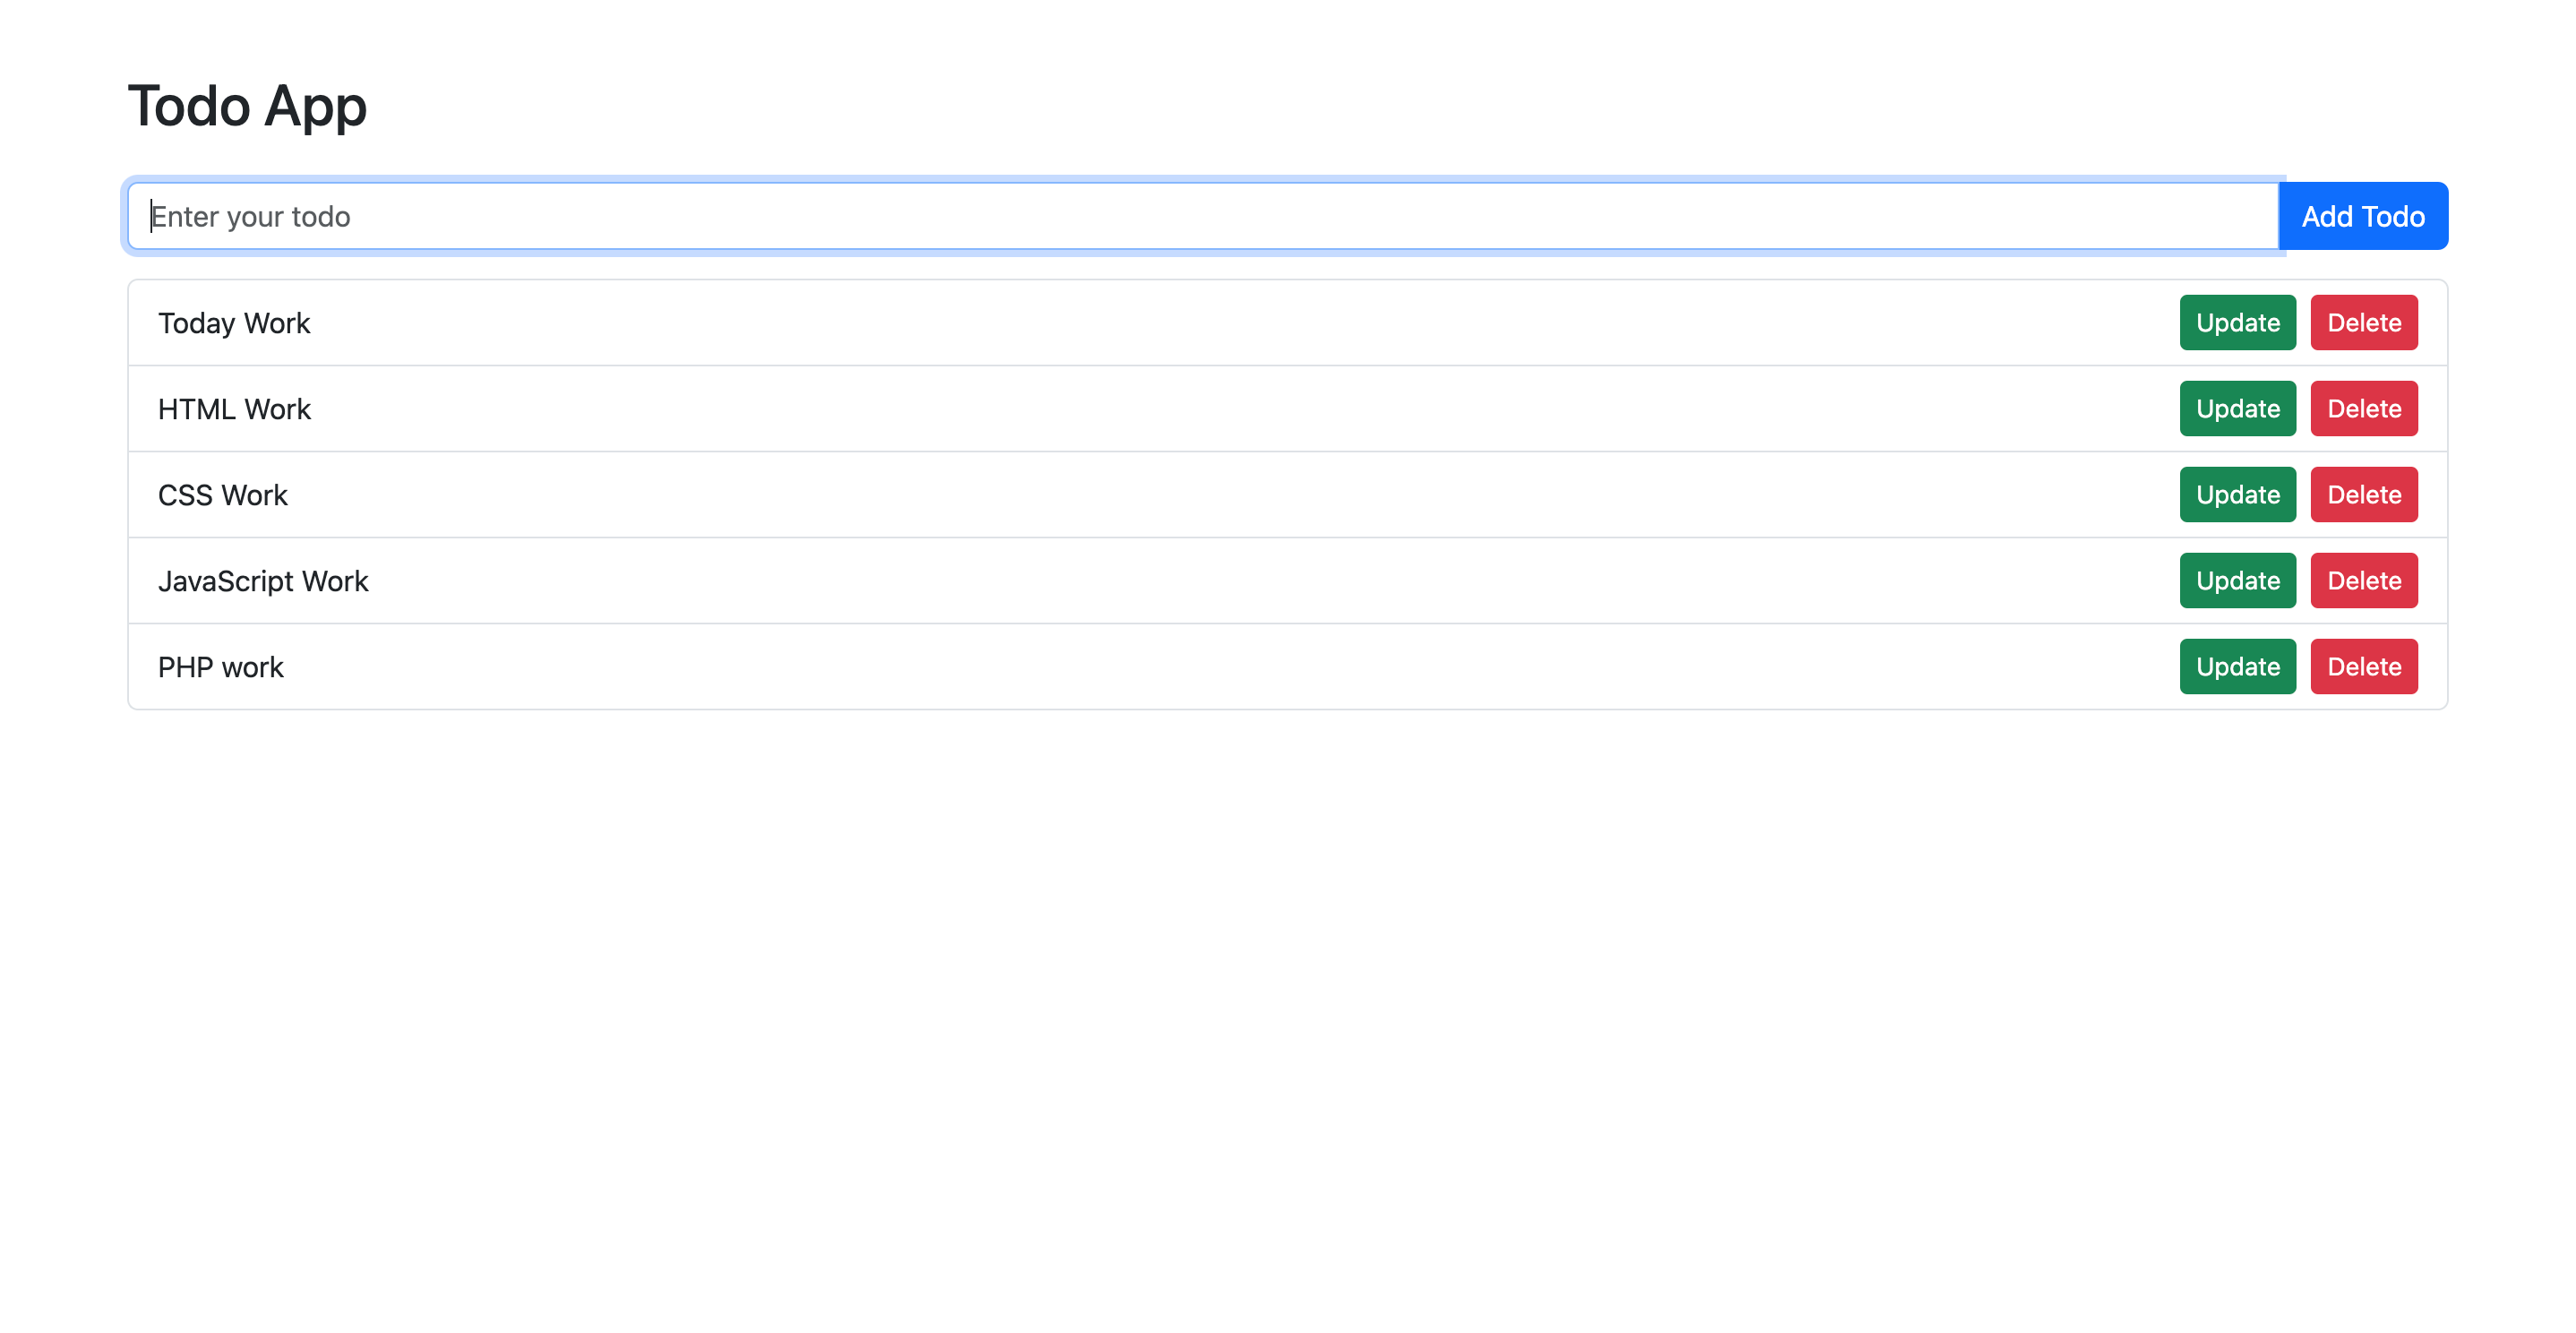 Todo App
Enter your todo Add Todo
Today Work Update Delete
HTML Work Update Delete
CSS Work Update Delete
JavaScript Work Update Delete
PHP work Update Delete